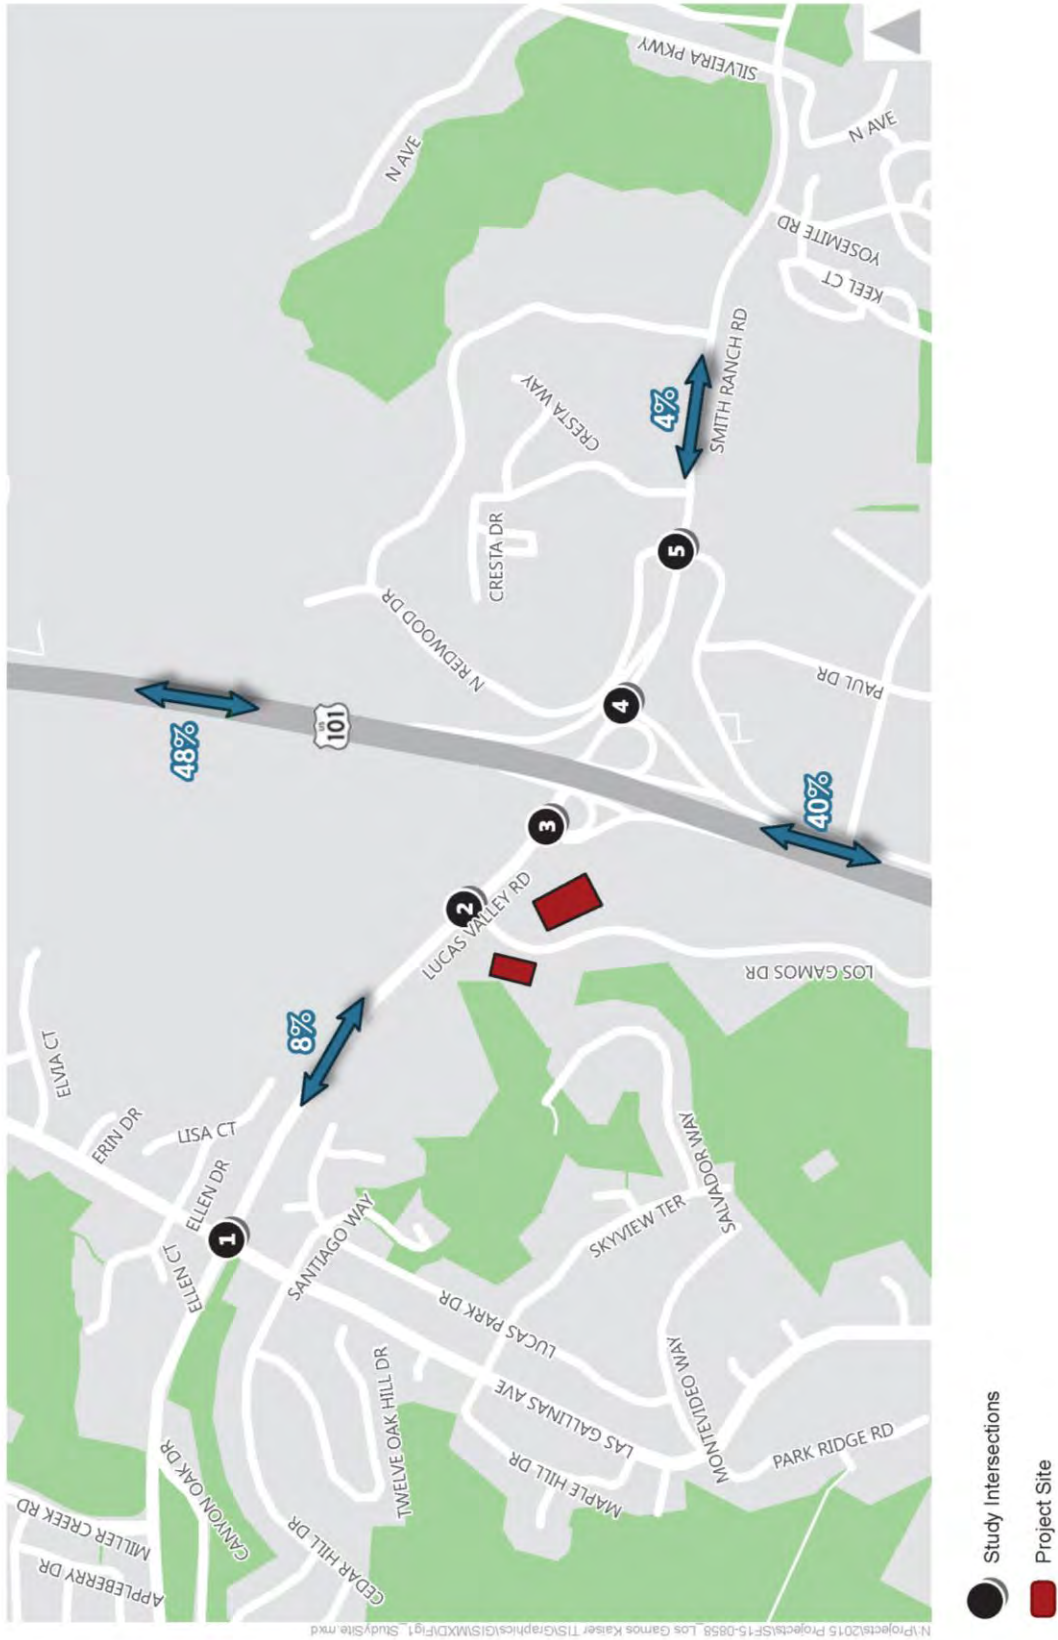 SILVEIRA PKWY
N AVE
N AVE
YOSEMITE RD
KEEL CT
SMITH RANCH RD
4%
CRESTA WAY
CRESTA DR
5
N REDWOOD DR
PAUL DR
4
48%
US
101
40%
3
2
LUCAS VALLEY RD
LOS GAMOS DR
8%
ELVIA CT
ERIN DR
LISA CT
ELLEN DR
1
ELLEN CT
SANTIAGO WAY
SALVADOR WAY
SKYVIEW TER
LUCAS PARK DR
LAS GALLINAS AVE
MONTEVIDEO WAY
TWELVE OAK HILL DR
MAPLE HILL DR
PARK RIDGE RD
CANYON OAK DR
MILLER CREEK RD
APPLEBERRY DR
CEDAR HILL DR
N:\Projects\2015 Projects\SF15-0858_Los Gamos Kaiser TIS\Graphics\GIS\MXD\Fig1_StudySite.mxd
Study Intersections
Project Site